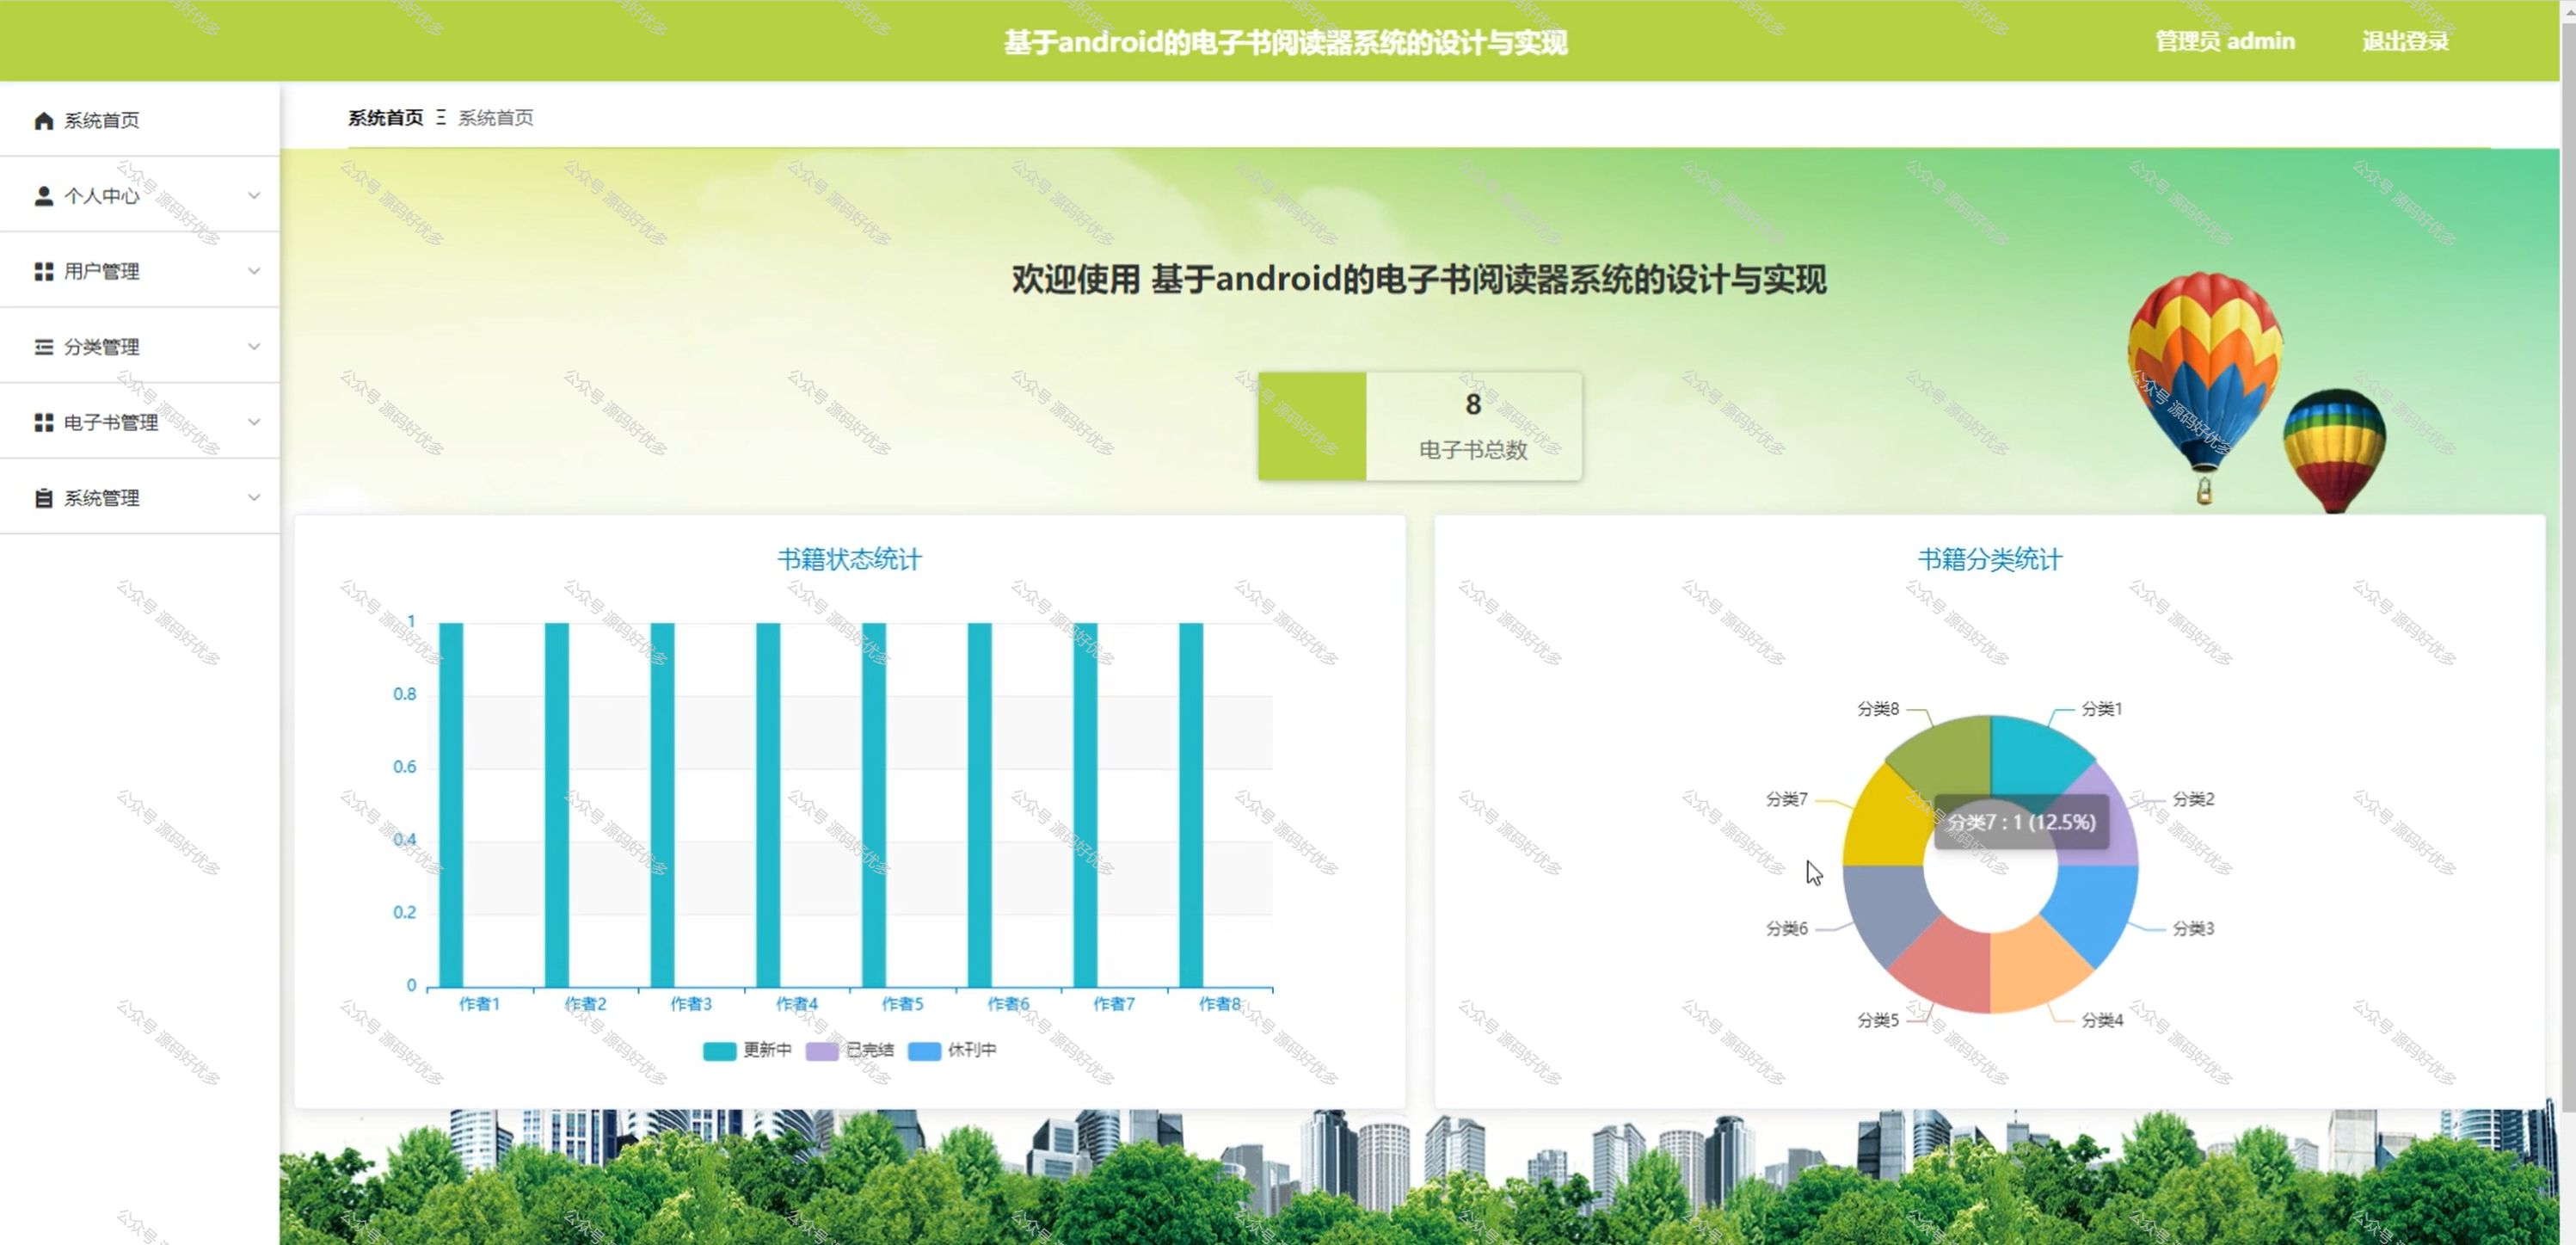 基于android的电子书阅读器系统的设计与实现
管理员 admin
退出登录
系统首页
个人中心
用户管理
分类管理
电子书管理
系统管理
系统首页 Ξ 系统首页
欢迎使用 基于android的电子书阅读器系统的设计与实现
8
电子书总数
书籍状态统计
1
0.8
0.6
0.4
0.2
0
作者1 作者2 作者3 作者4 作者5 作者6 作者7 作者8
更新中 已完结 休刊中
书籍分类统计
分类8 分类1
分类7 分类2
分类7 : 1 (12.5%)
分类6 分类3
分类5 分类4
公众号 源码好优多